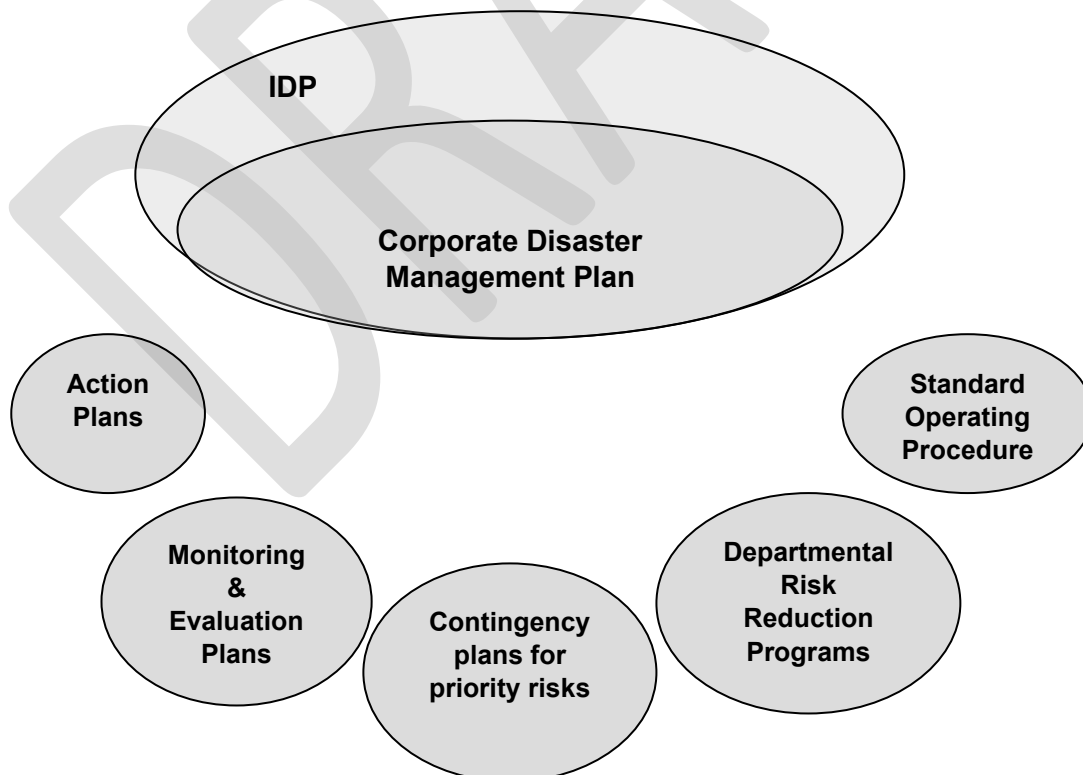 IDP
Corporate Disaster
Management Plan
Action
Plans
Standard
Operating
Procedure
Monitoring
&
Evaluation
Plans
Contingency
plans for
priority risks
Departmental
Risk
Reduction
Programs